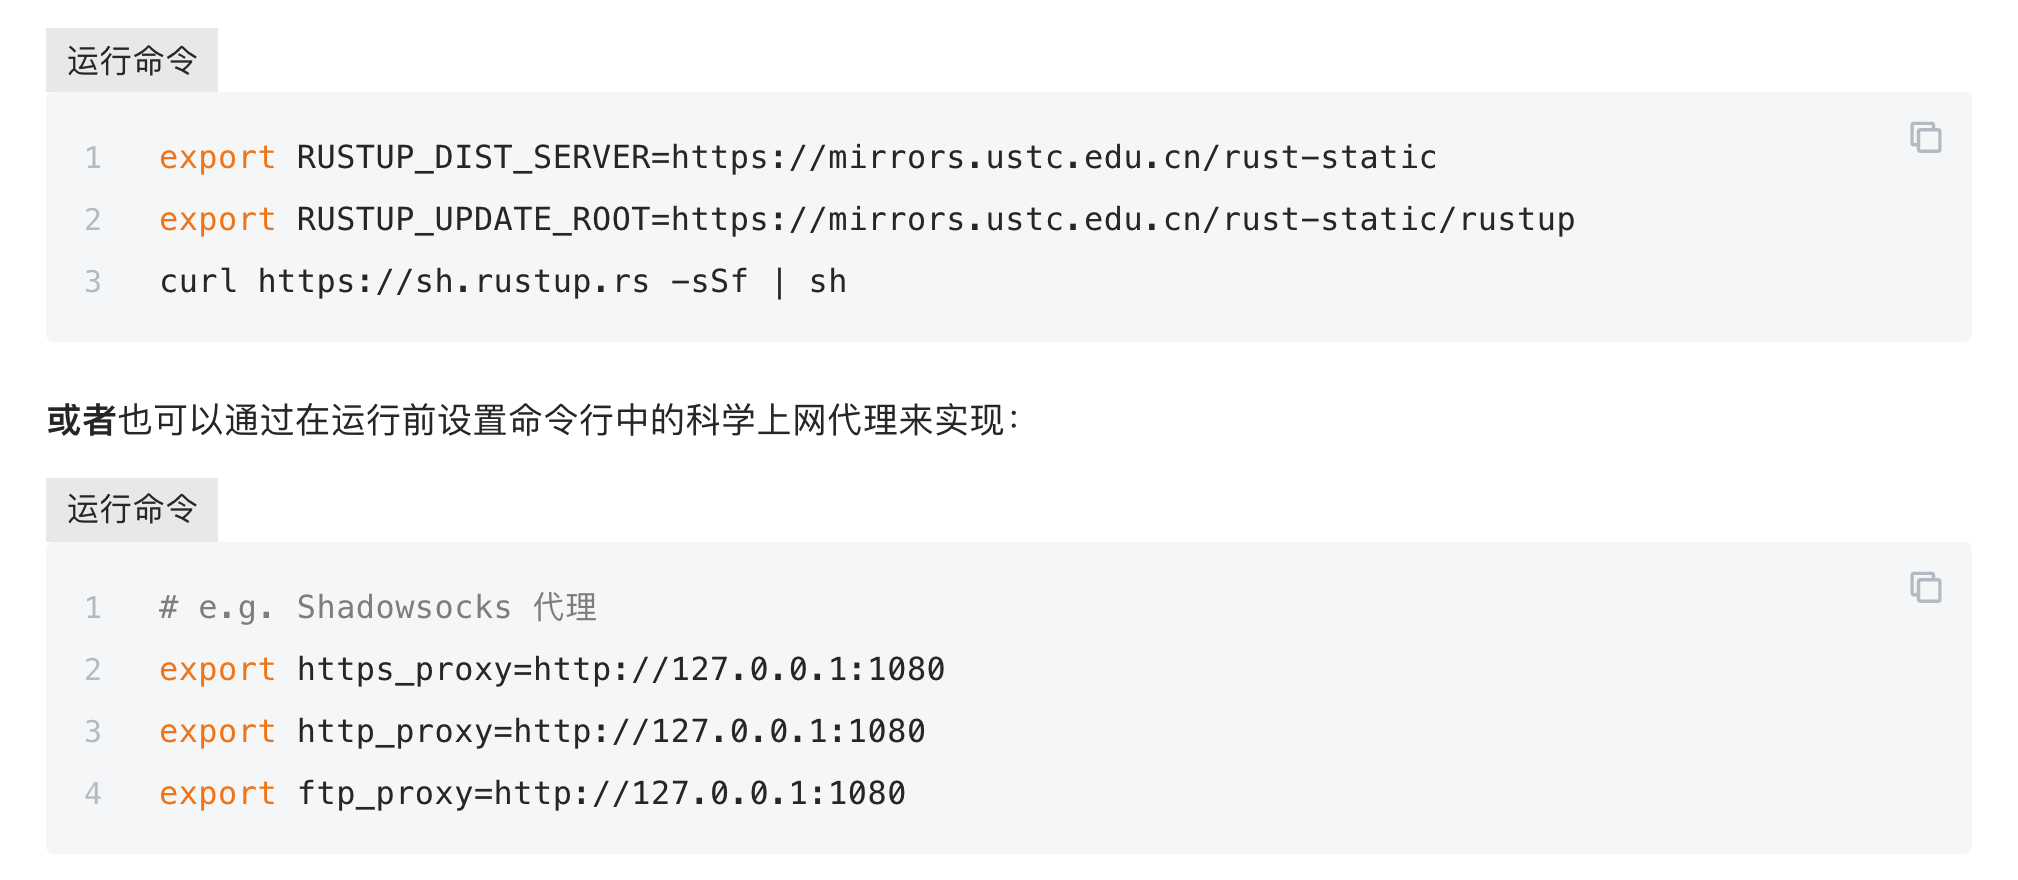 运行命令
1 export RUSTUP_DIST_SERVER=https://mirrors.ustc.edu.cn/rust-static
2 export RUSTUP_UPDATE_ROOT=https://mirrors.ustc.edu.cn/rust-static/rustup
3 curl https://sh.rustup.rs -sSf | sh
或者也可以通过在运行前设置命令行中的科学上网代理来实现：
运行命令
1 # e.g. Shadowsocks 代理
2 export https_proxy=http://127.0.0.1:1080
3 export http_proxy=http://127.0.0.1:1080
4 export ftp_proxy=http://127.0.0.1:1080